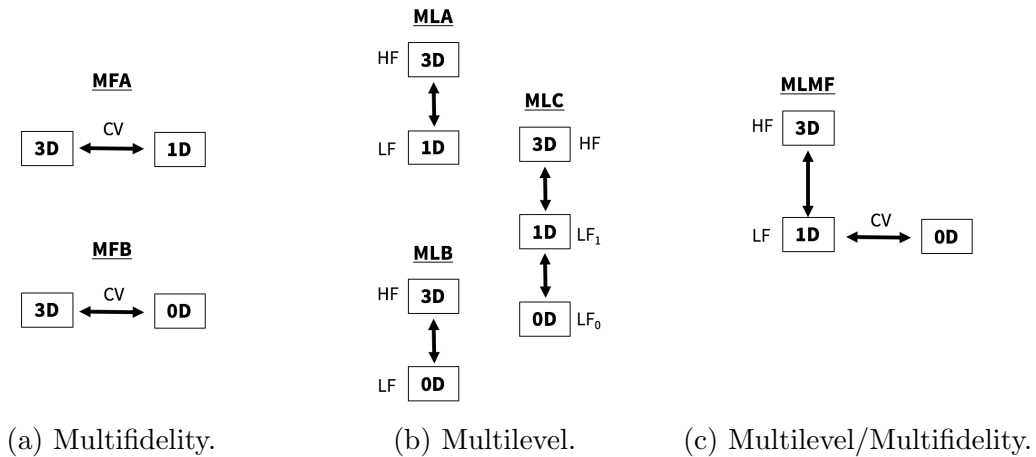 MFA
3D CV 1D
MFB
3D CV 0D
(a) Multifidelity.
MLA
HF 3D
LF 1D
MLB
HF 3D
LF 0D
MLC
3D HF
1D LF₁
0D LF₀
(b) Multilevel.
MLMF
HF 3D
LF 1D CV 0D
(c) Multilevel/Multifidelity.